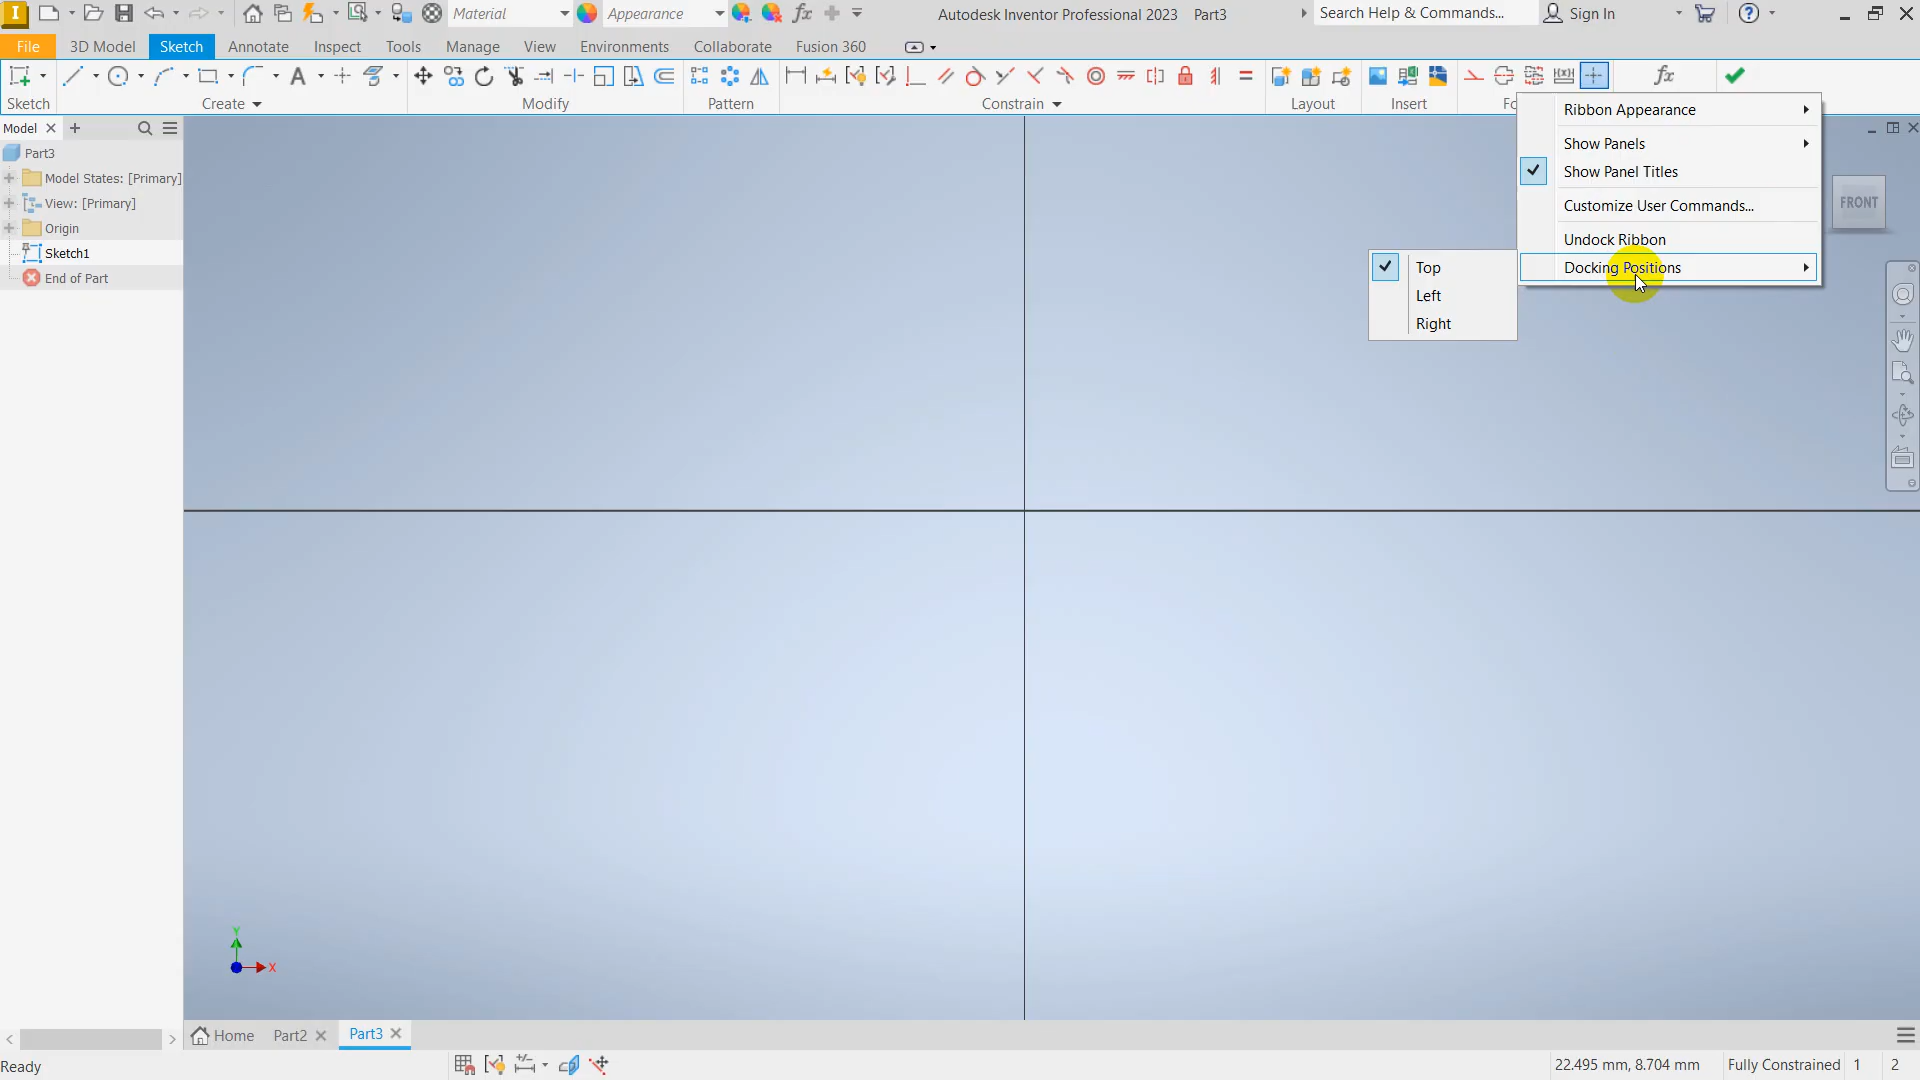 I Material Appearance Autodesk Inventor Professional 2023 Part3 Search Help & Commands... Sign In
File 3D Model Sketch Annotate Inspect Tools Manage View Environments Collaborate Fusion 360
A fx
Sketch Create Modify Pattern Constrain Layout Insert Fo
Model
Part3
Model States: [Primary]
View: [Primary]
Origin
Sketch1
End of Part
Ribbon Appearance
Show Panels
Show Panel Titles
Customize User Commands...
Undock Ribbon
Docking Positions
Top
Left
Right
FRONT
Y
X
Home Part2 Part3
Ready 22.495 mm, 8.704 mm Fully Constrained 1 2